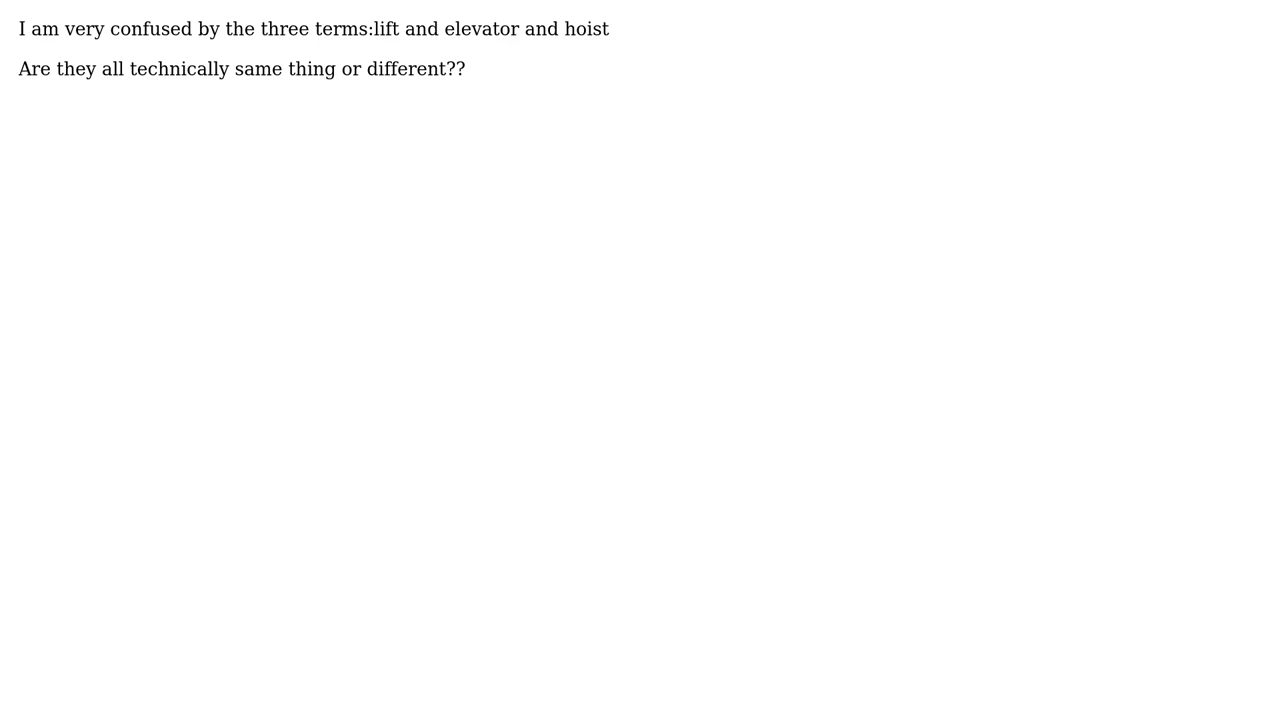 I am very confused by the three terms:lift and elevator and hoist
Are they all technically same thing or different??